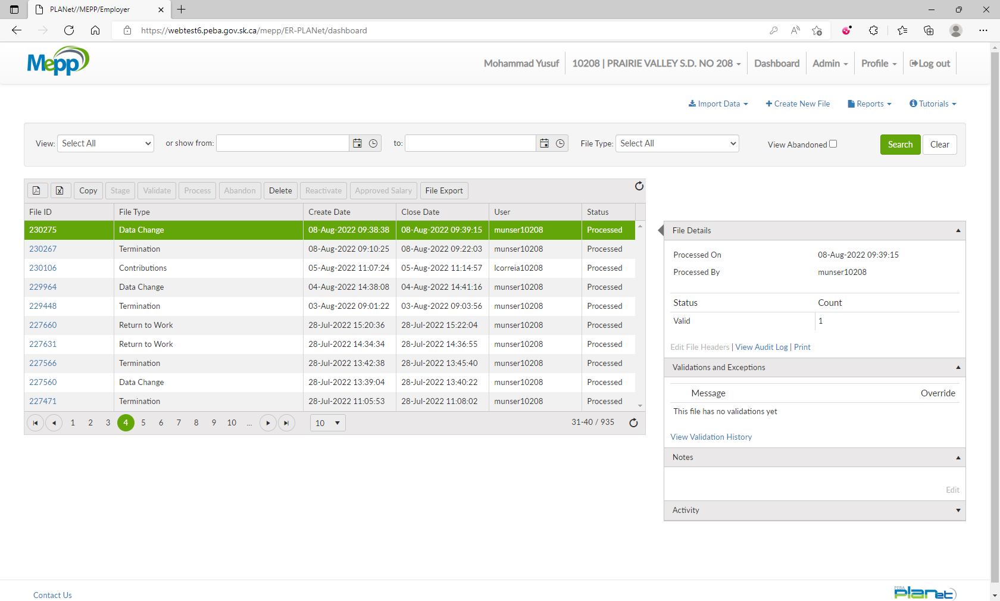 PLANet//MEPP/Employer
https://webtest6.peba.gov.sk.ca/mepp/ER-PLANet/dashboard
Mepp
Mohammad Yusuf 10208 | PRAIRIE VALLEY S.D. NO 208 Dashboard Admin Profile Log out
Import Data Create New File Reports Tutorials
View: Select All or show from: to: File Type: Select All View Abandoned Search Clear
Copy Stage Validate Process Abandon Delete Reactivate Approved Salary File Export
File ID File Type Create Date Close Date User Status
230275 Data Change 08-Aug-2022 09:38:38 08-Aug-2022 09:39:15 munser10208 Processed
230267 Termination 08-Aug-2022 09:10:25 08-Aug-2022 09:22:03 munser10208 Processed
230106 Contributions 05-Aug-2022 11:07:24 05-Aug-2022 11:14:57 lcorreia10208 Processed
229964 Data Change 04-Aug-2022 14:38:08 04-Aug-2022 14:41:16 munser10208 Processed
229448 Termination 03-Aug-2022 09:01:22 03-Aug-2022 09:03:56 munser10208 Processed
227660 Return to Work 28-Jul-2022 15:20:36 28-Jul-2022 15:22:04 munser10208 Processed
227631 Return to Work 28-Jul-2022 14:34:34 28-Jul-2022 14:36:55 munser10208 Processed
227566 Termination 28-Jul-2022 13:42:38 28-Jul-2022 13:45:40 munser10208 Processed
227560 Data Change 28-Jul-2022 13:39:04 28-Jul-2022 13:40:22 munser10208 Processed
227471 Termination 28-Jul-2022 11:05:53 28-Jul-2022 11:08:02 munser10208 Processed
1 2 3 4 5 6 7 8 9 10 ... 10 31-40 / 935
File Details
Processed On 08-Aug-2022 09:39:15
Processed By munser10208
Status Count
Valid 1
Edit File Headers | View Audit Log | Print
Validations and Exceptions
Message Override
This file has no validations yet
View Validation History
Notes
Edit
Activity
Contact Us
PEBA
planet